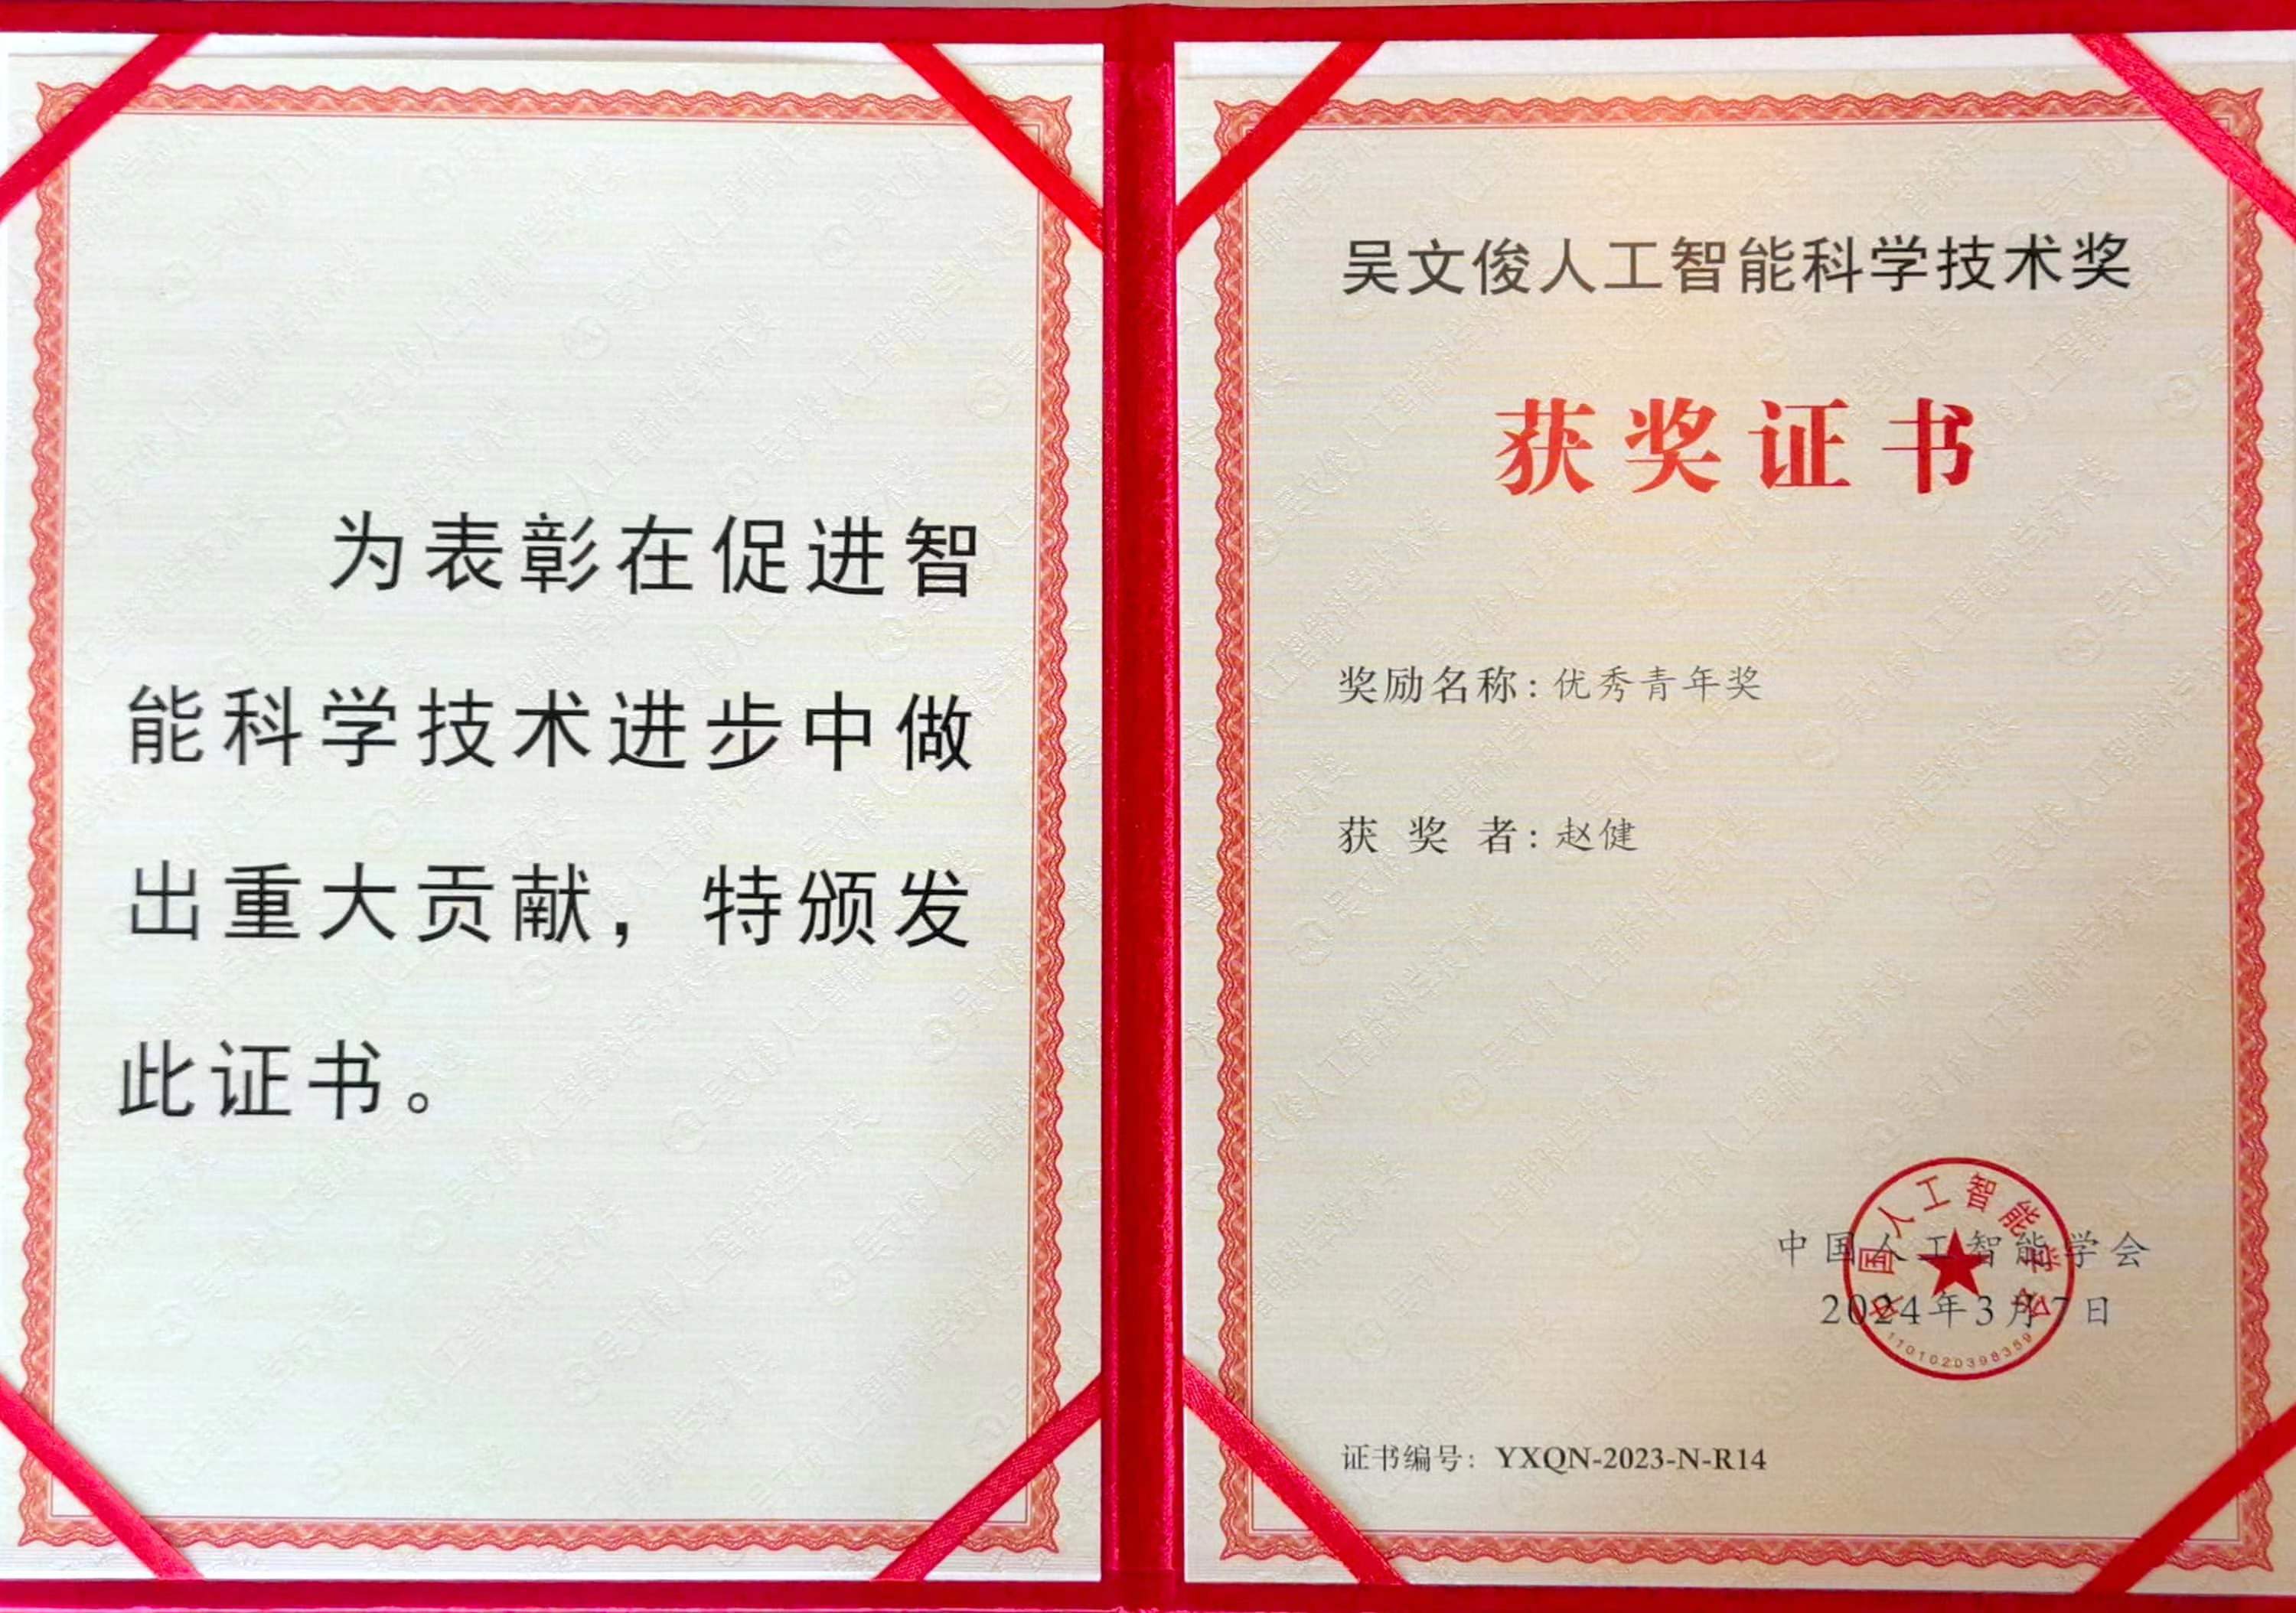 为表彰在促进智
能科学技术进步中做
出重大贡献，特颁发
此证书。
吴文俊人工智能科学技术奖
获奖证书
奖励名称：优秀青年奖
获奖者：赵健
中国人工智能学会
2024年3月7日
中国人工智能学会
1101020398359
证书编号：YXQN-2023-N-R14